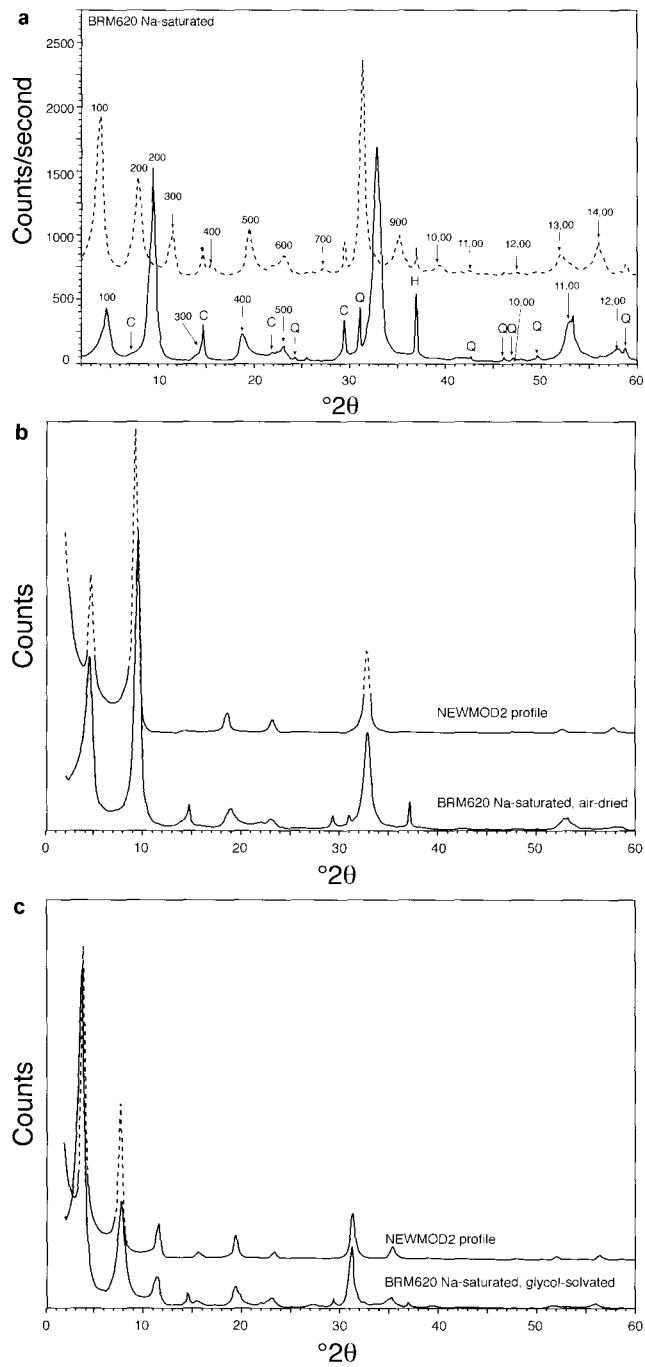 a
BRM620 Na-saturated
Counts/second
2500
2000
1500
1000
500
0
100
200
200
300
400
500
600
700
900
10,00
11,00
12,00
13,00
14,00
100
C
300
C
400
C
500
Q
C
Q
H
Q
Q
Q
10,00
Q
11,00
12,00
Q
10
20
30
40
50
60
°2θ
b
Counts
NEWMOD2 profile
BRM620 Na-saturated, air-dried
0
10
20
30
40
50
60
°2θ
c
Counts
NEWMOD2 profile
BRM620 Na-saturated, glycol-solvated
0
10
20
30
40
50
60
°2θ